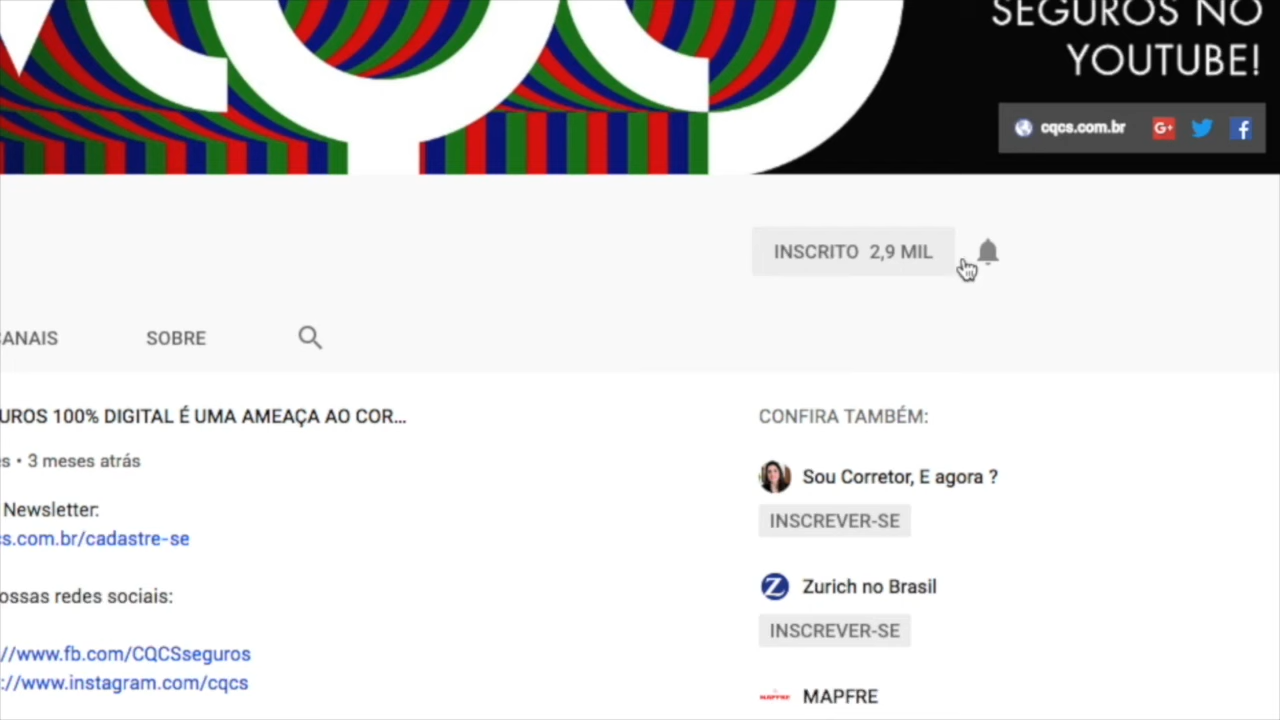 SEGUROS NO
YOUTUBE!
cqcs.com.br
INSCRITO 2,9 MIL
CANAIS
SOBRE
UROS 100% DIGITAL É UMA AMEAÇA AO COR...
s • 3 meses atrás
Newsletter:
cs.com.br/cadastre-se
ossas redes sociais:
//www.fb.com/CQCSseguros
://www.instagram.com/cqcs
CONFIRA TAMBÉM:
Sou Corretor, E agora ?
INSCREVER-SE
Zurich no Brasil
INSCREVER-SE
MAPFRE